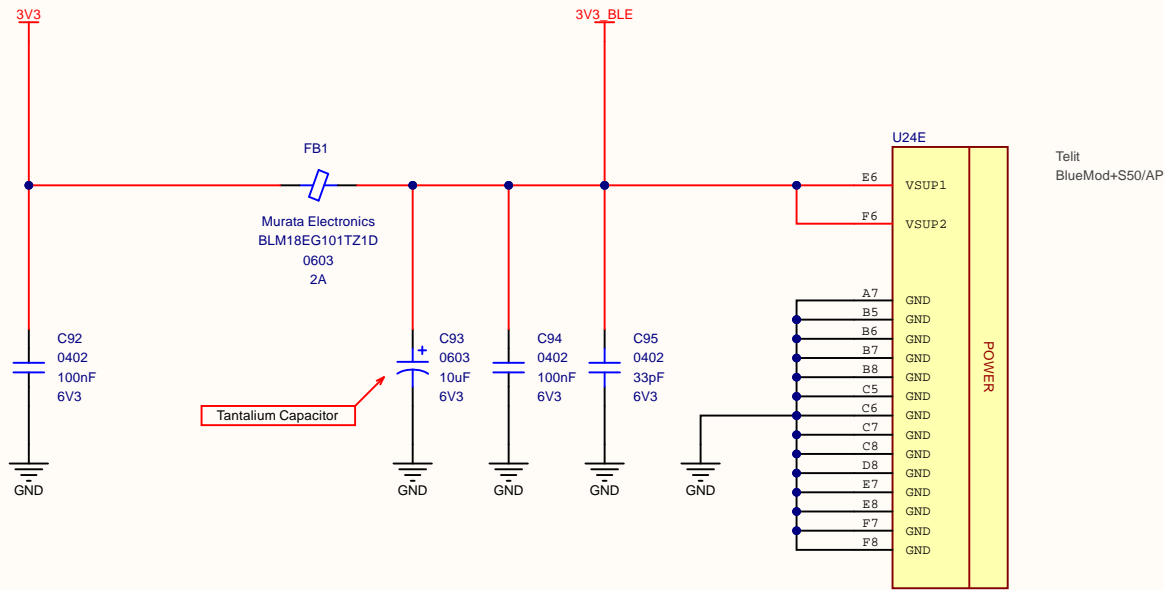 3V3
3V3_BLE
FB1
Murata Electronics
BLM18EG101TZ1D
0603
2A
U24E
Telit
BlueMod+S50/AP
E6 VSUP1
F6 VSUP2
A7 GND
B5 GND
B6 GND
B7 GND
B8 GND
C5 GND
C6 GND
C7 GND
C8 GND
D8 GND
E7 GND
E8 GND
F7 GND
F8 GND
POWER
C92
0402
100nF
6V3
+
C93
0603
10uF
6V3
C94
0402
100nF
6V3
C95
0402
33pF
6V3
Tantalium Capacitor
GND
GND
GND
GND
GND